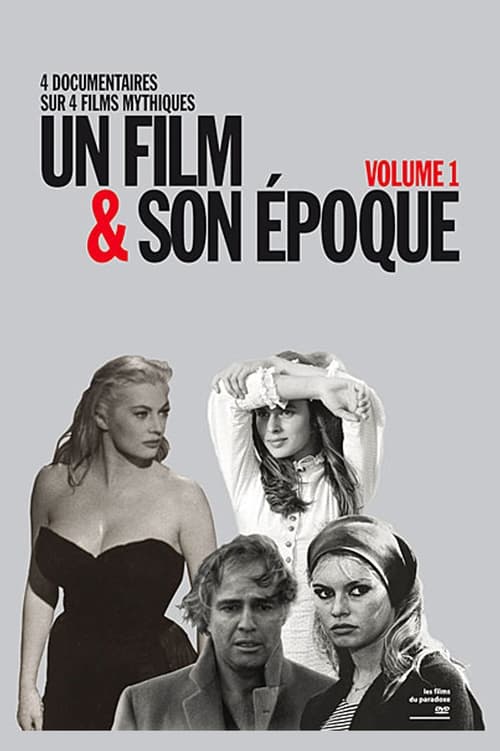 4 DOCUMENTAIRES
SUR 4 FILMS MYTHIQUES
UN FILM
VOLUME 1
& SON ÉPOQUE
les films
du paradoxe
DVD